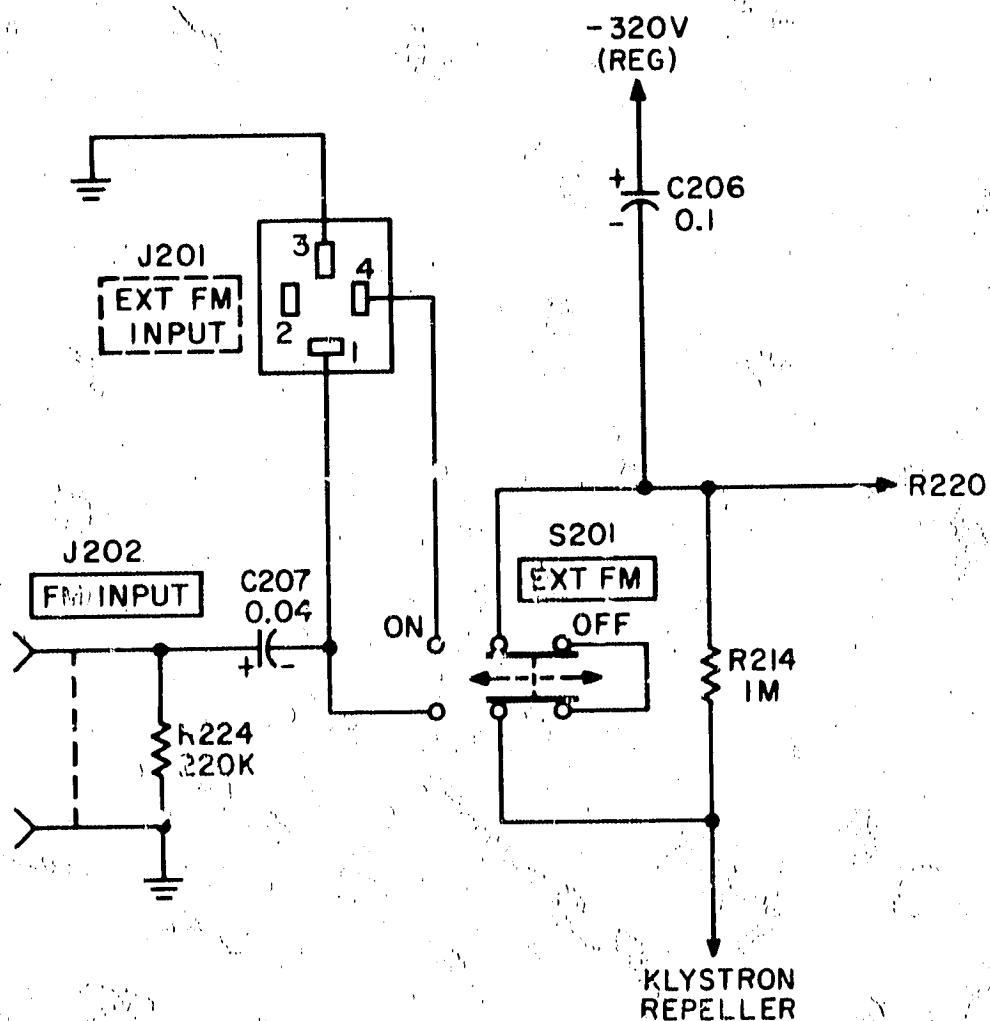 -320V
(REG)
+
C206
-
0.1
J201
EXT FM
INPUT
3
4
2
1
R220
S201
EXT FM
J202
FM INPUT
C207
0.04
+
-
ON
OFF
R214
1M
R224
220K
KLYSTRON
REPELLER